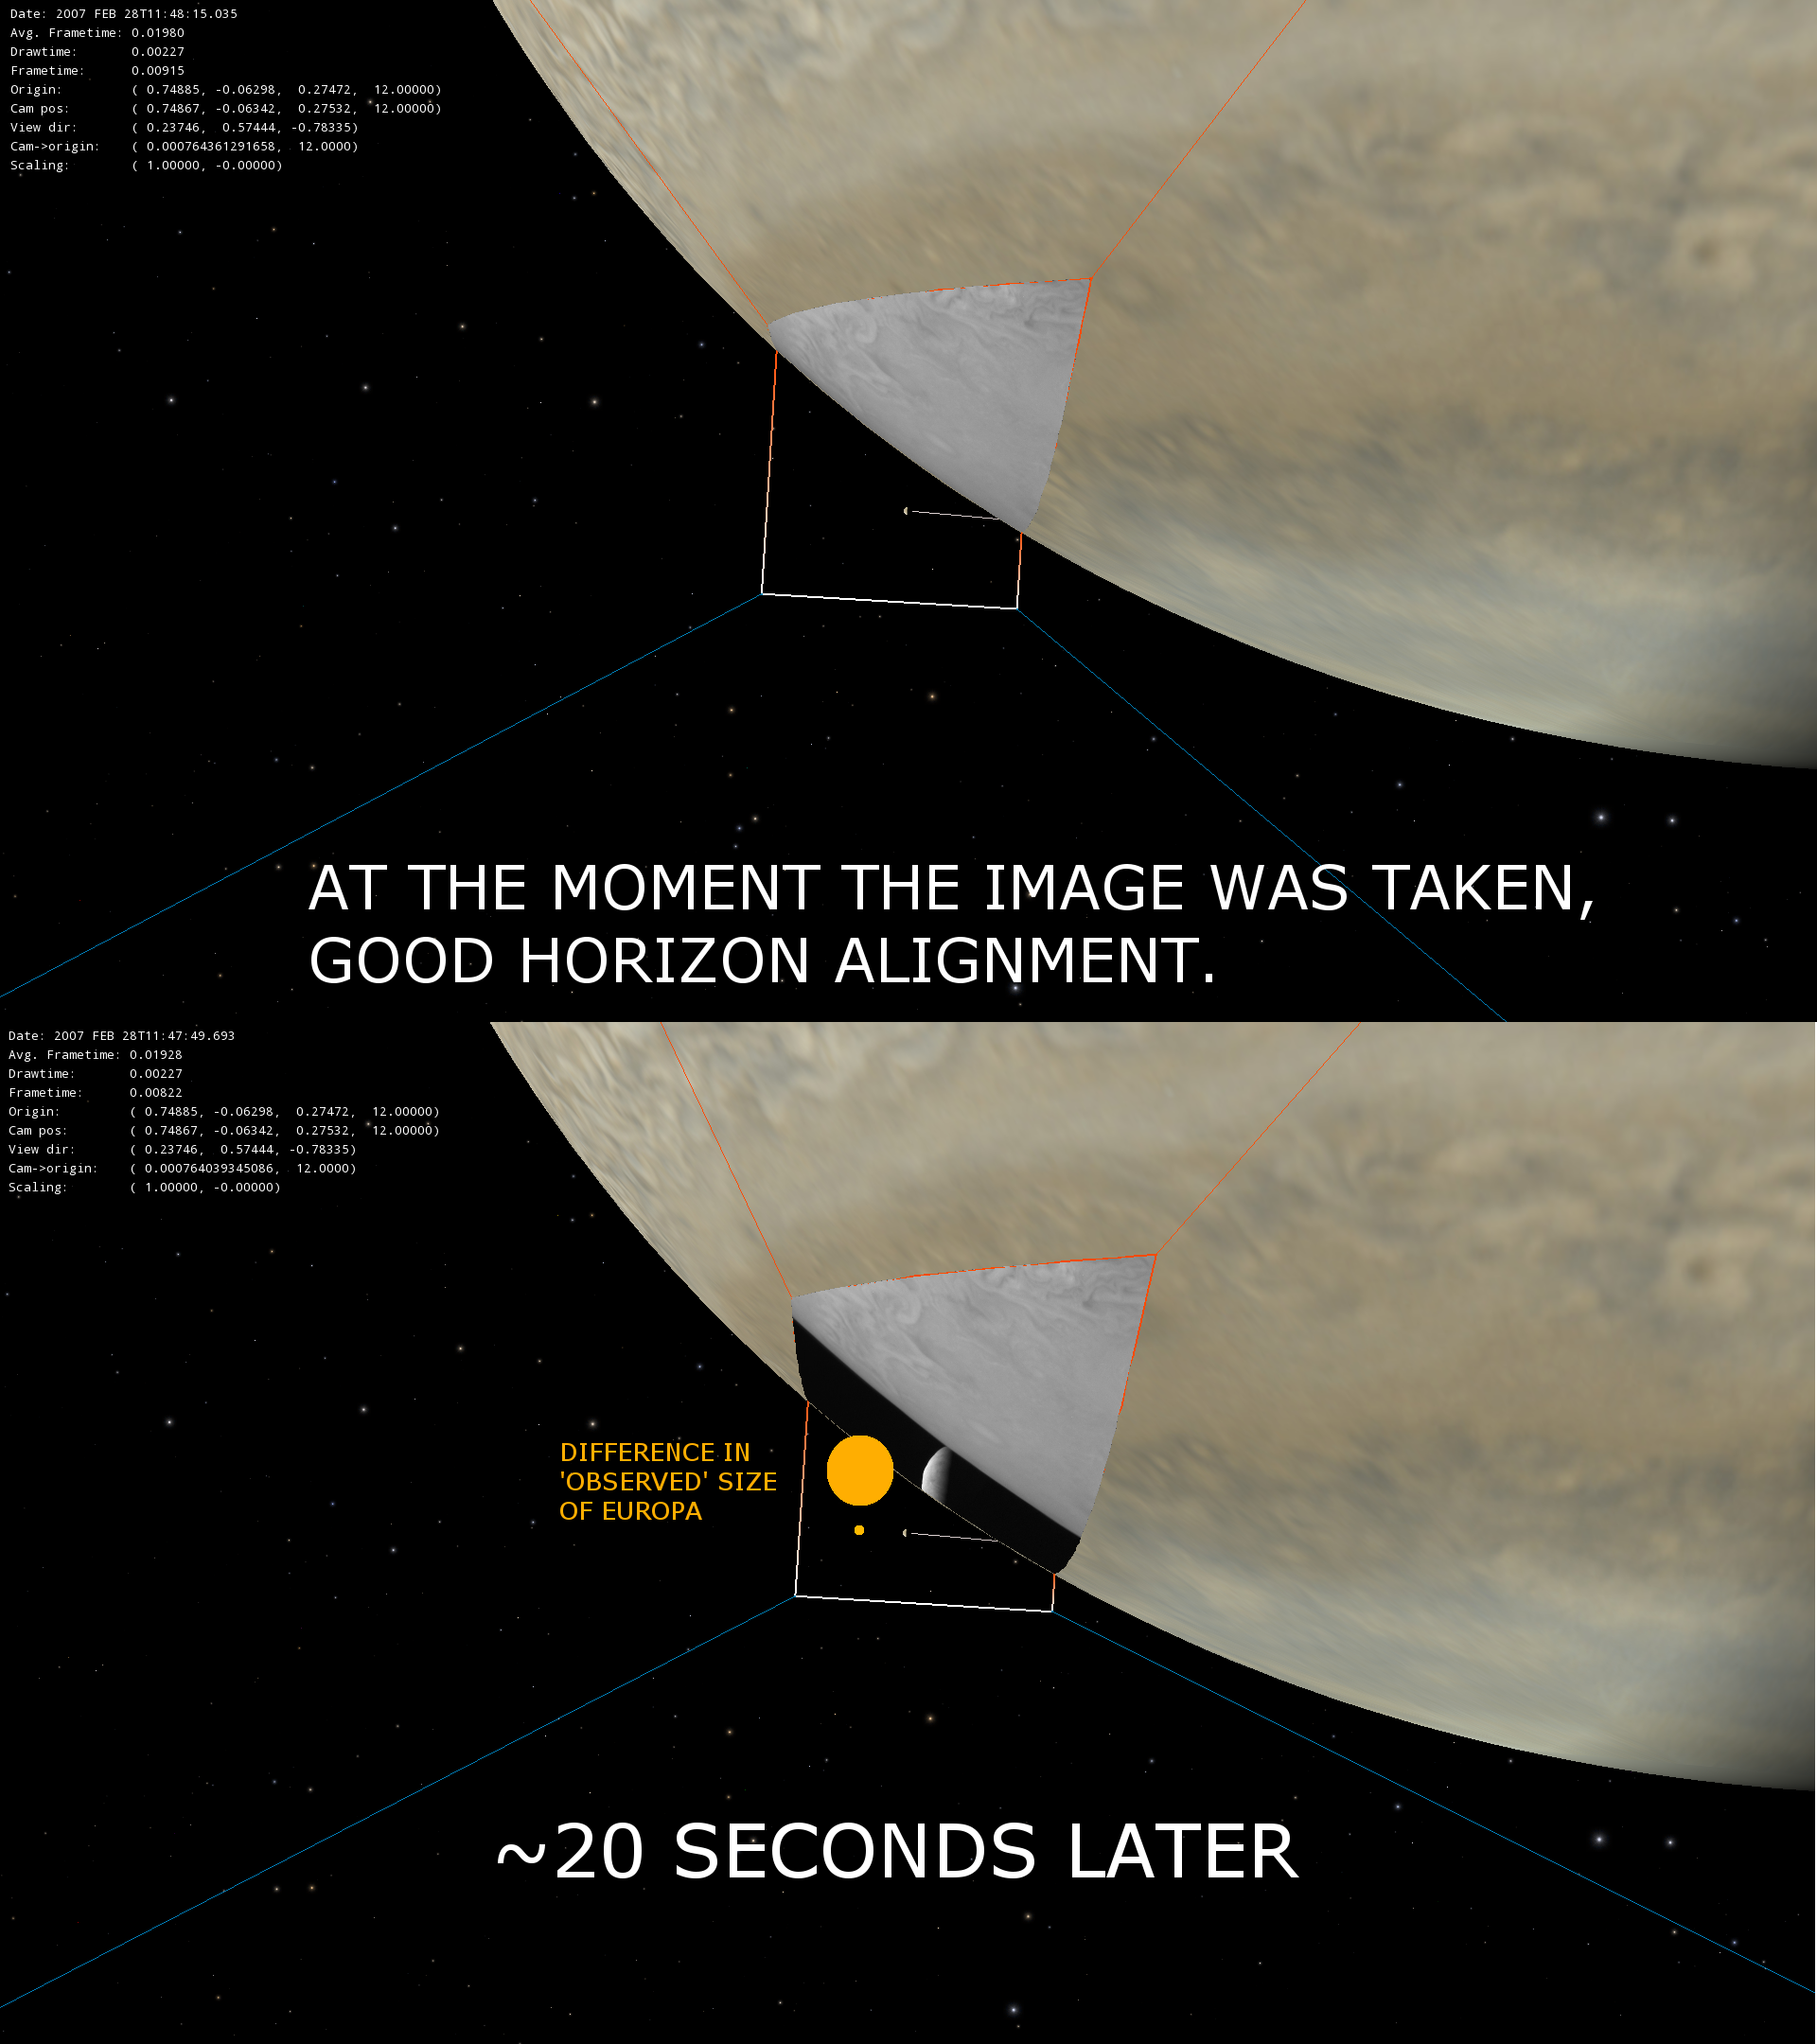 Date: 2007 FEB 28T11:48:15.035
Avg. Frametime: 0.01980
Drawtime: 0.00227
Frametime: 0.00915
Origin: ( 0.74885, -0.06298, 0.27472, 12.00000)
Cam pos: ( 0.74867, -0.06342, 0.27532, 12.00000)
View dir: ( 0.23746, 0.57444, -0.78335)
Cam->origin: ( 0.000764361291658, 12.0000)
Scaling: ( 1.00000, -0.00000)
AT THE MOMENT THE IMAGE WAS TAKEN,
GOOD HORIZON ALIGNMENT.
Date: 2007 FEB 28T11:47:49.693
Avg. Frametime: 0.01928
Drawtime: 0.00227
Frametime: 0.00822
Origin: ( 0.74885, -0.06298, 0.27472, 12.00000)
Cam pos: ( 0.74867, -0.06342, 0.27532, 12.00000)
View dir: ( 0.23746, 0.57444, -0.78335)
Cam->origin: ( 0.000764039345086, 12.0000)
Scaling: ( 1.00000, -0.00000)
DIFFERENCE IN
'OBSERVED' SIZE
OF EUROPA
~20 SECONDS LATER